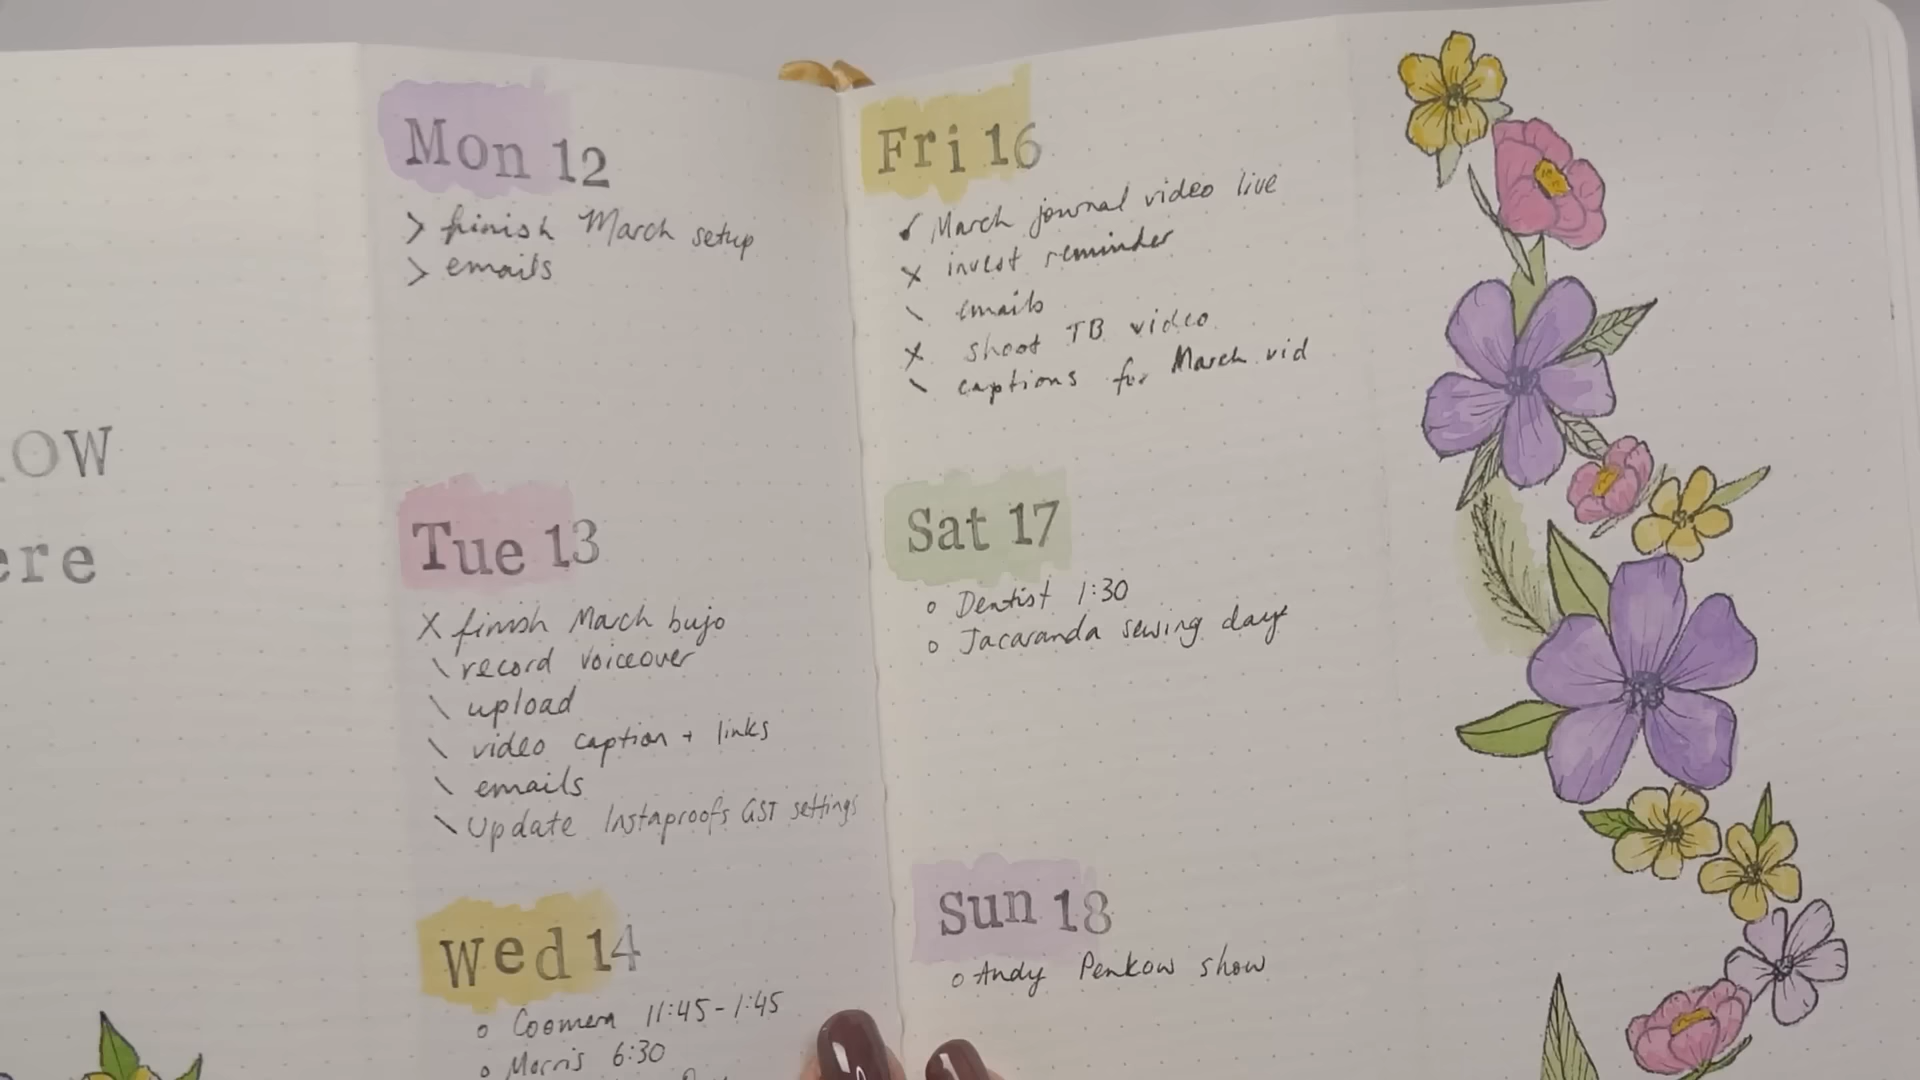 ow
ere
Mon 12
> finish March setup
> emails
Tue 13
X finish March bujo
\ record voiceover
\ upload
\ video caption + links
\ emails
\ Update Instaproofs GST settings
Wed 14
o Coomera 11:45-1:45
o Morris 6:30
Fri 16
✓ March journal video live
x invest reminder
\ emails
x shoot TB video
\ captions for March vid
Sat 17
o Dentist 1:30
o Jacaranda sewing day
Sun 18
o Andy Penkow show